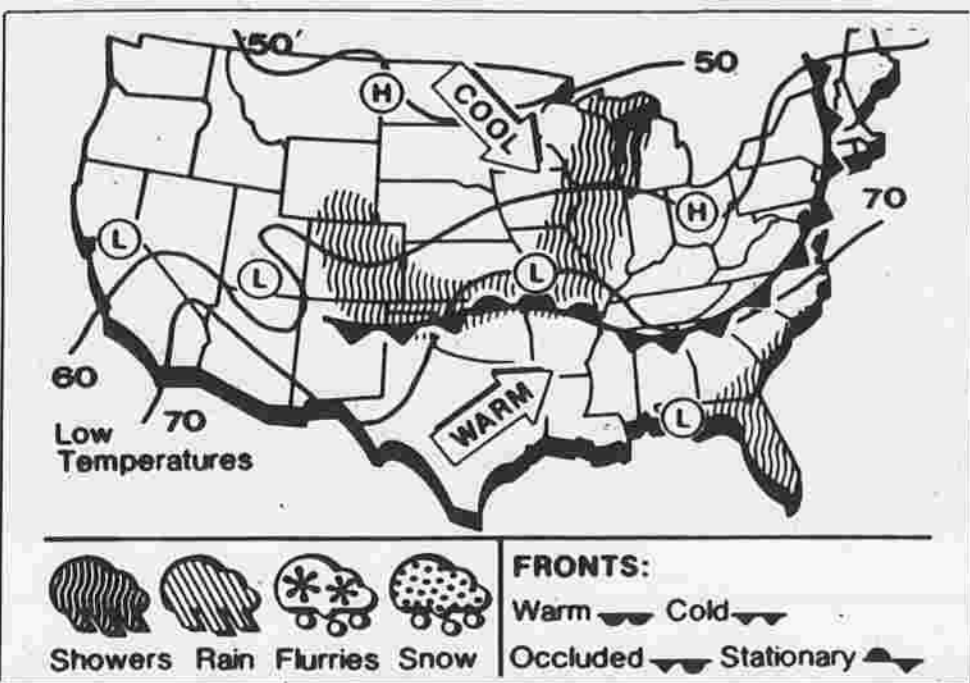 50 50
H
COOL
70
H
L
L
L
60
70
WARM
L
Low
Temperatures
FRONTS:
Warm Cold
Showers Rain Flurries Snow
Occluded Stationary